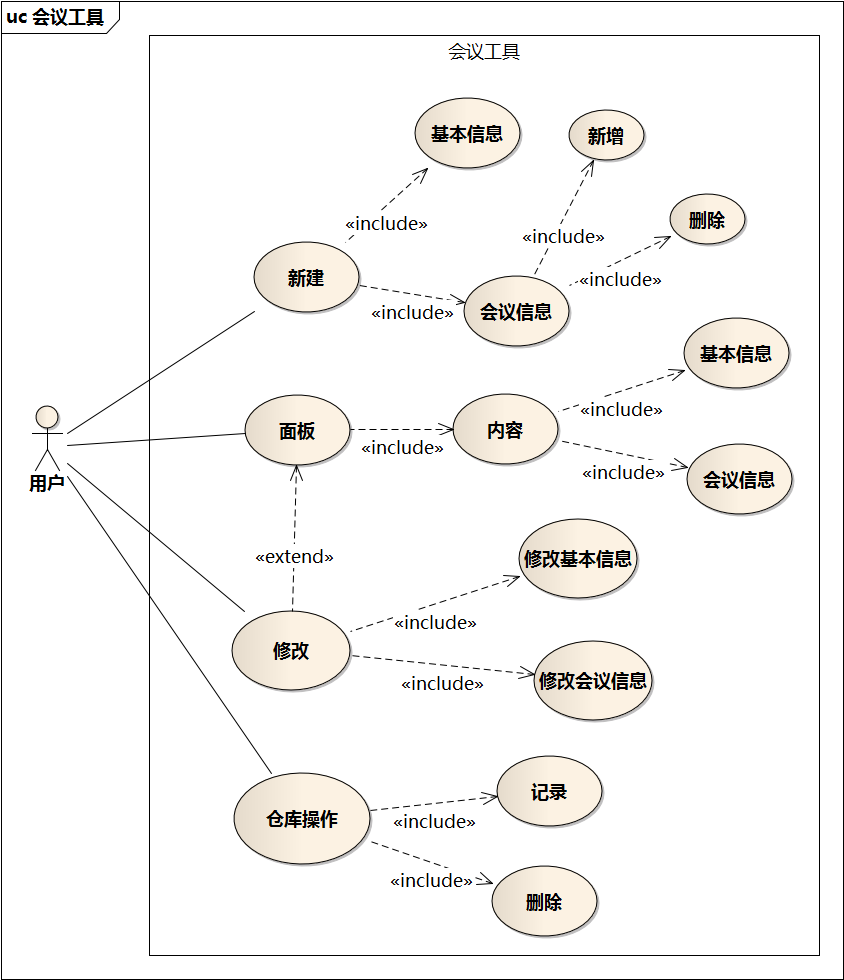 uc 会议工具
会议工具
基本信息
新增
«include»
删除
«include»
新建
«include»
«include»
会议信息
基本信息
«include»
面板
内容
«include»
«include»
会议信息
用户
«extend»
修改基本信息
«include»
修改
«include»
修改会议信息
记录
仓库操作
«include»
«include»
删除